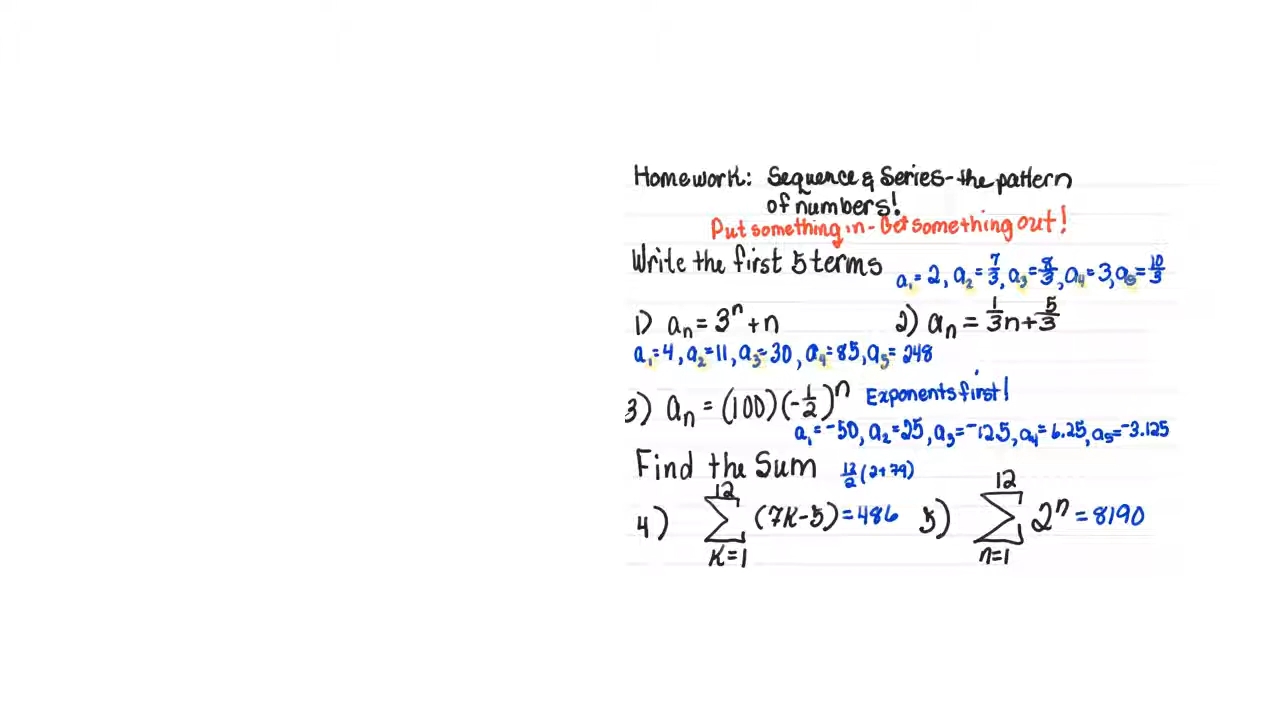 Homework: Sequence & Series-the pattern
of numbers!
Put something in - Get something out!
Write the first 5 terms
a₁=2, a₂=7/3, a₃=8/3, a₄=3, a₅=10/3
1) aₙ = 3ⁿ + n
2) aₙ = 1/3n + 5/3
a₁=4, a₂=11, a₃=30, a₄=85, a₅=248
3) aₙ = (100)(-1/2)ⁿ
Exponents first!
a₁=-50, a₂=25, a₃=-12.5, a₄=6.25, a₅=-3.125
Find the Sum
12/2(2+79)
4) 12 Σ K=1 (7K-5) = 486
5) 12 Σ n=1 2ⁿ = 8190